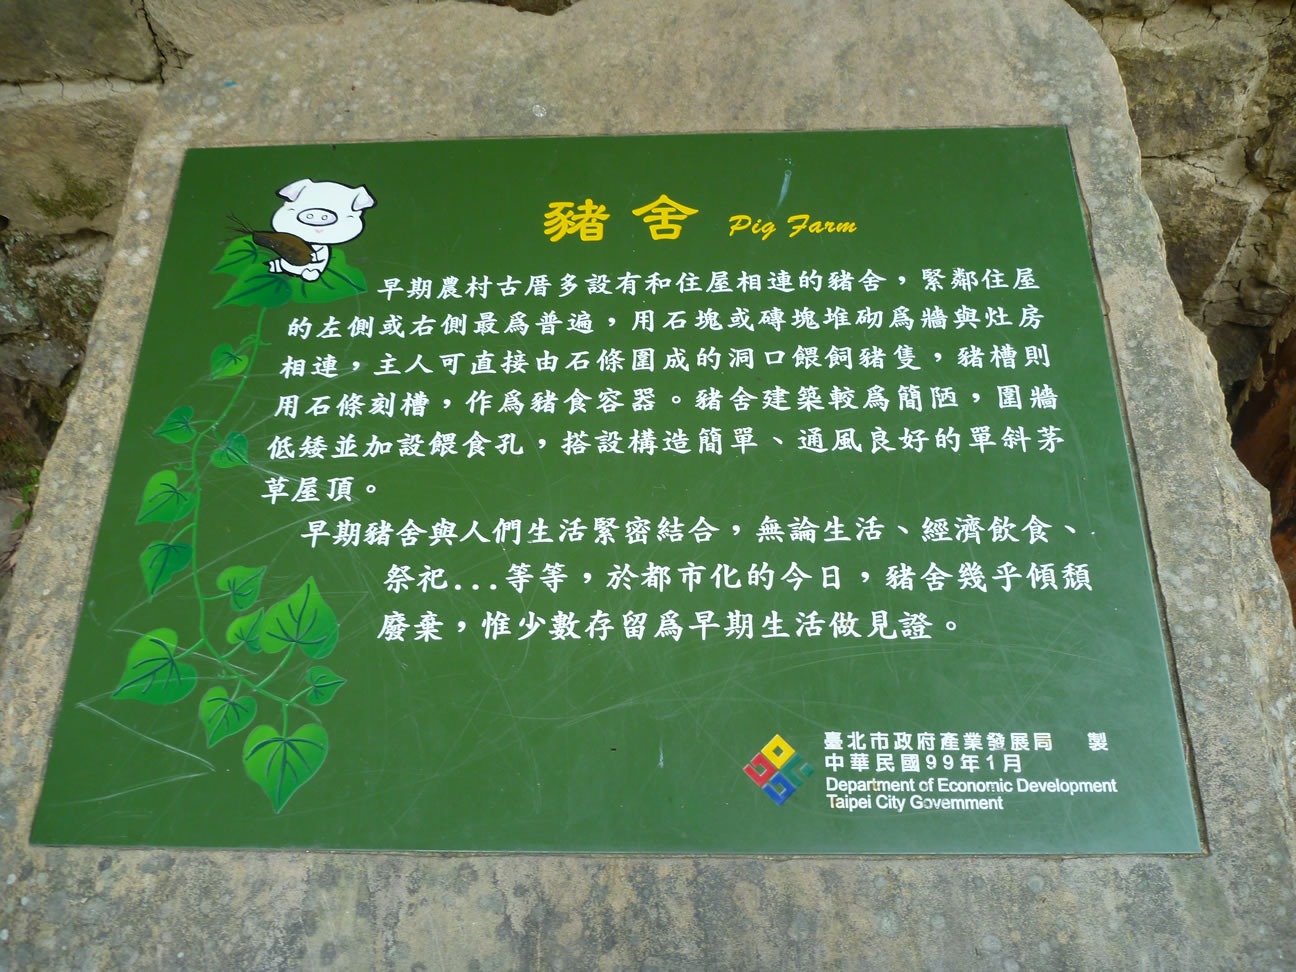 豬舍 Pig Farm
早期農村古厝多設有和住屋相連的豬舍，緊鄰住屋
的左側或右側最為普遍，用石塊或磚塊堆砌為牆與灶房
相連，主人可直接由石條圍成的洞口餵飼豬隻，豬槽則
用石條刻槽，作為豬食容器。豬舍建築較為簡陋，圍牆
低矮並加設餵食孔，搭設構造簡單、通風良好的單斜茅
草屋頂。
早期豬舍與人們生活緊密結合，無論生活、經濟飲食、
祭祀...等等，於都市化的今日，豬舍幾乎傾頹
廢棄，惟少數存留為早期生活做見證。
臺北市政府產業發展局 製
中華民國99年1月
Department of Economic Development
Taipei City Government